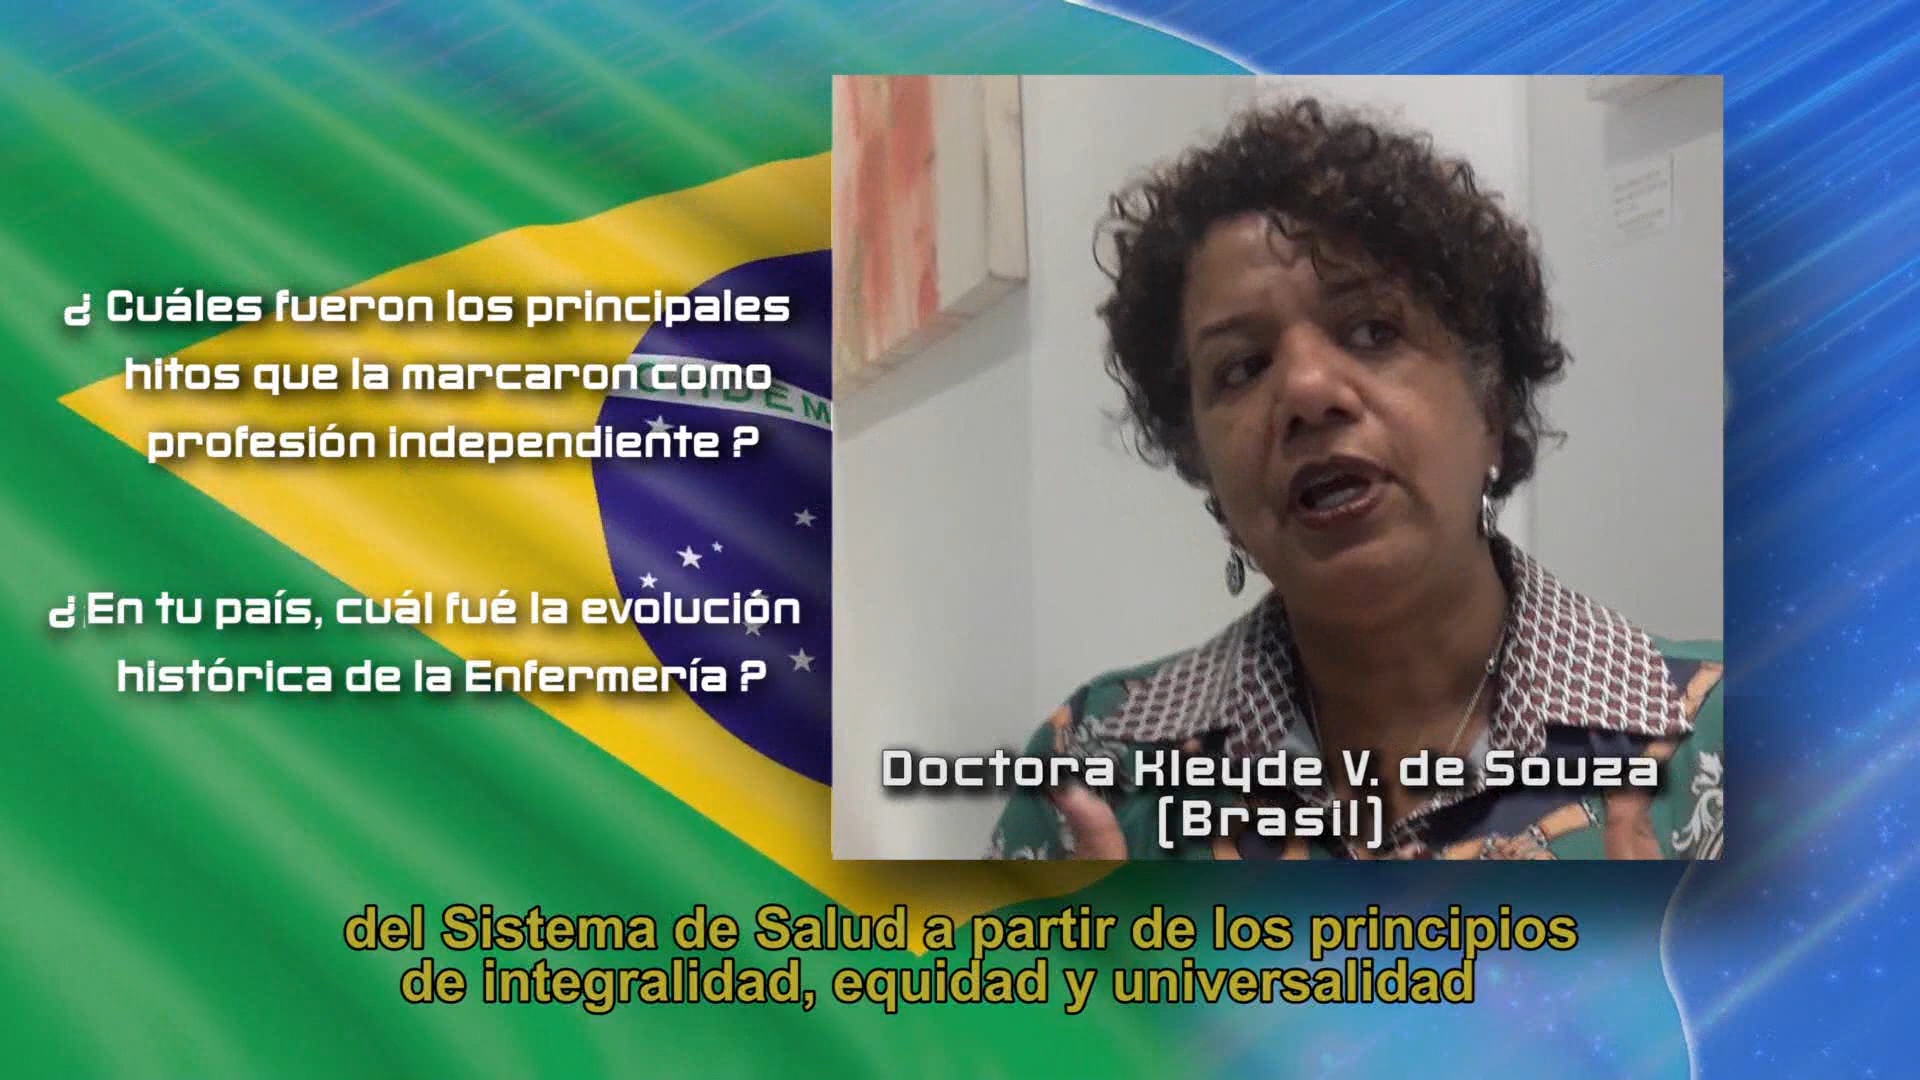 ¿ Cuáles fueron los principales
hitos que la marcaron como
profesión independiente ?
¿ En tu país, cuál fué la evolución
histórica de la Enfermería ?
Doctora Kleyde V. de Souza
(Brasil)
del Sistema de Salud a partir de los principios
de integralidad, equidad y universalidad